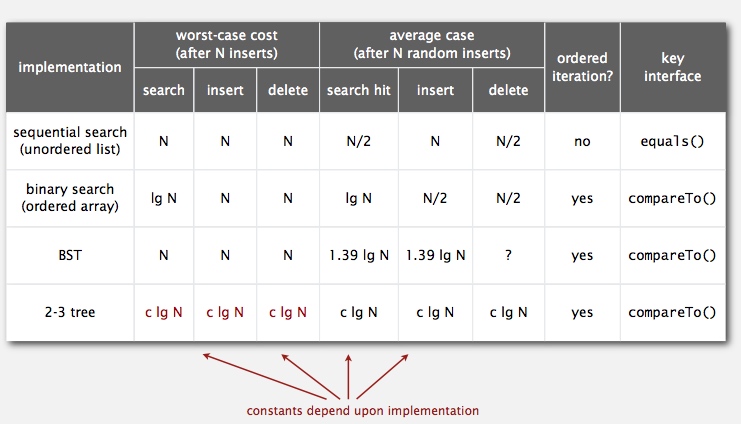 implementation
worst-case cost
(after N inserts)
average case
(after N random inserts)
ordered
iteration?
key
interface
search insert delete search hit insert delete
sequential search
(unordered list)
N N N N/2 N N/2 no equals()
binary search
(ordered array)
lg N N N lg N N/2 N/2 yes compareTo()
BST N N N 1.39 lg N 1.39 lg N ? yes compareTo()
2-3 tree c lg N c lg N c lg N c lg N c lg N c lg N yes compareTo()
constants depend upon implementation